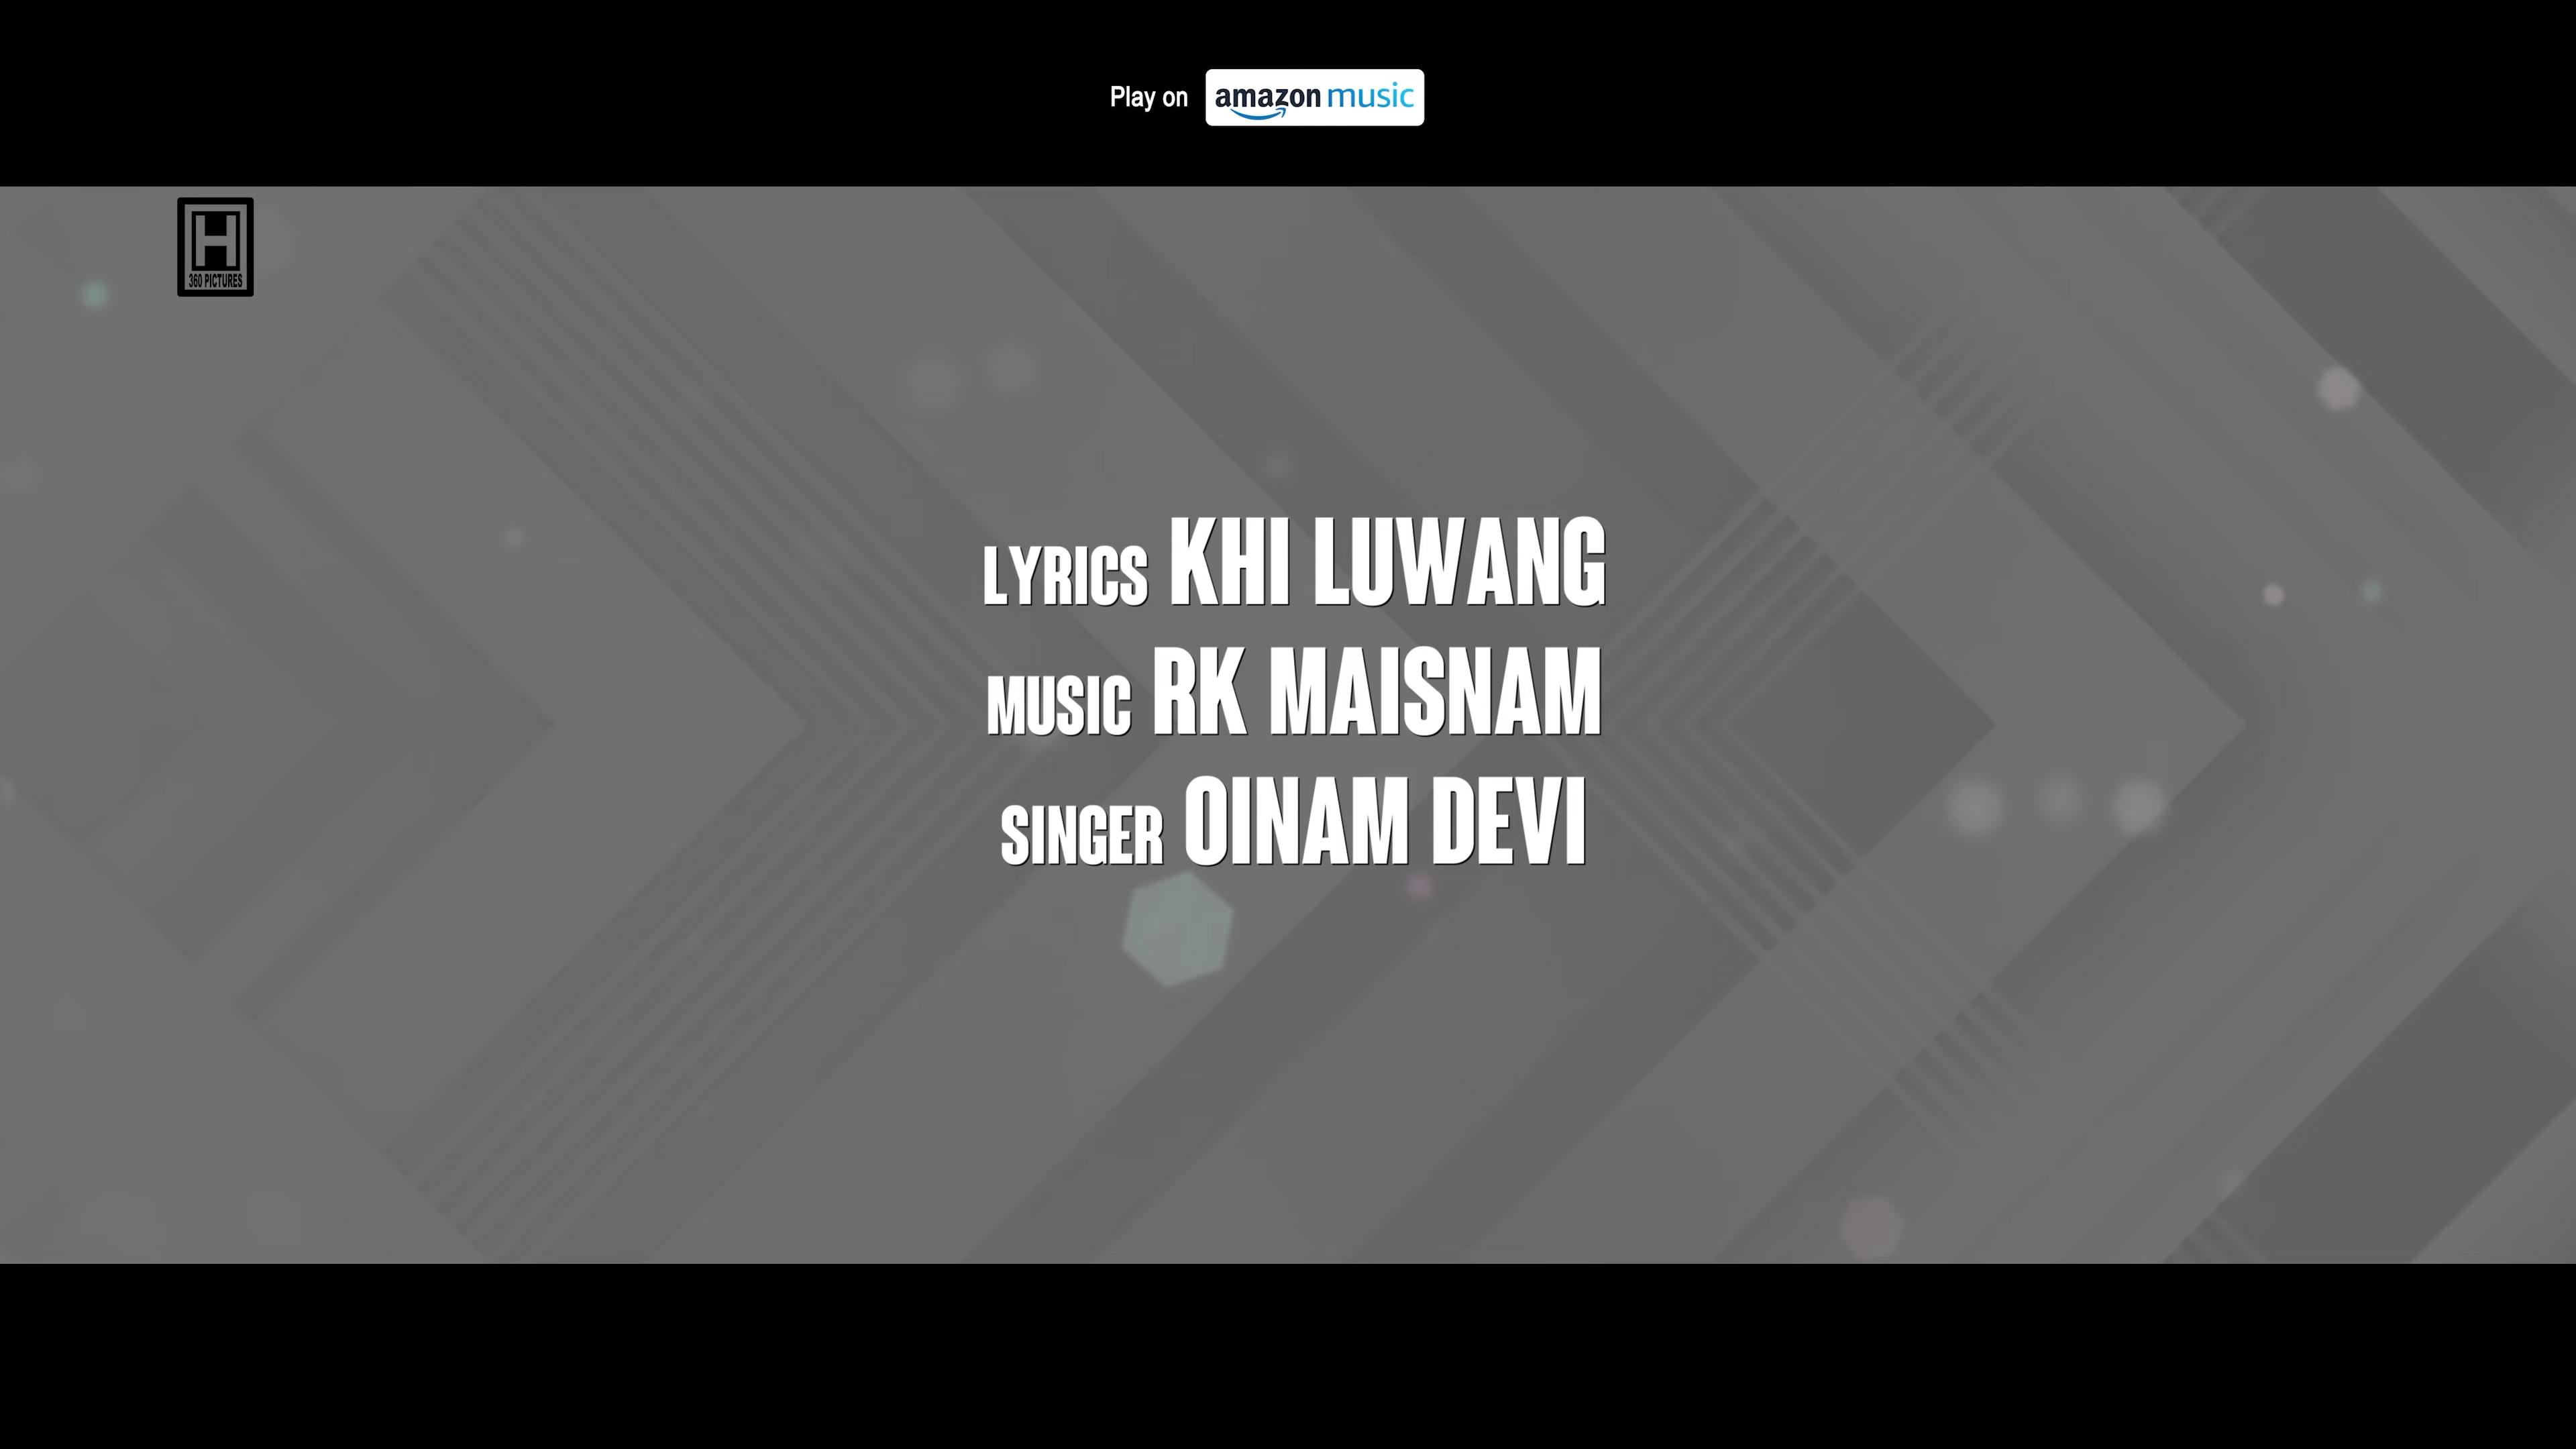 Play on amazon music
H
360 PICTURES
LYRICS KHI LUWANG
MUSIC RK MAISNAM
SINGER OINAM DEVI